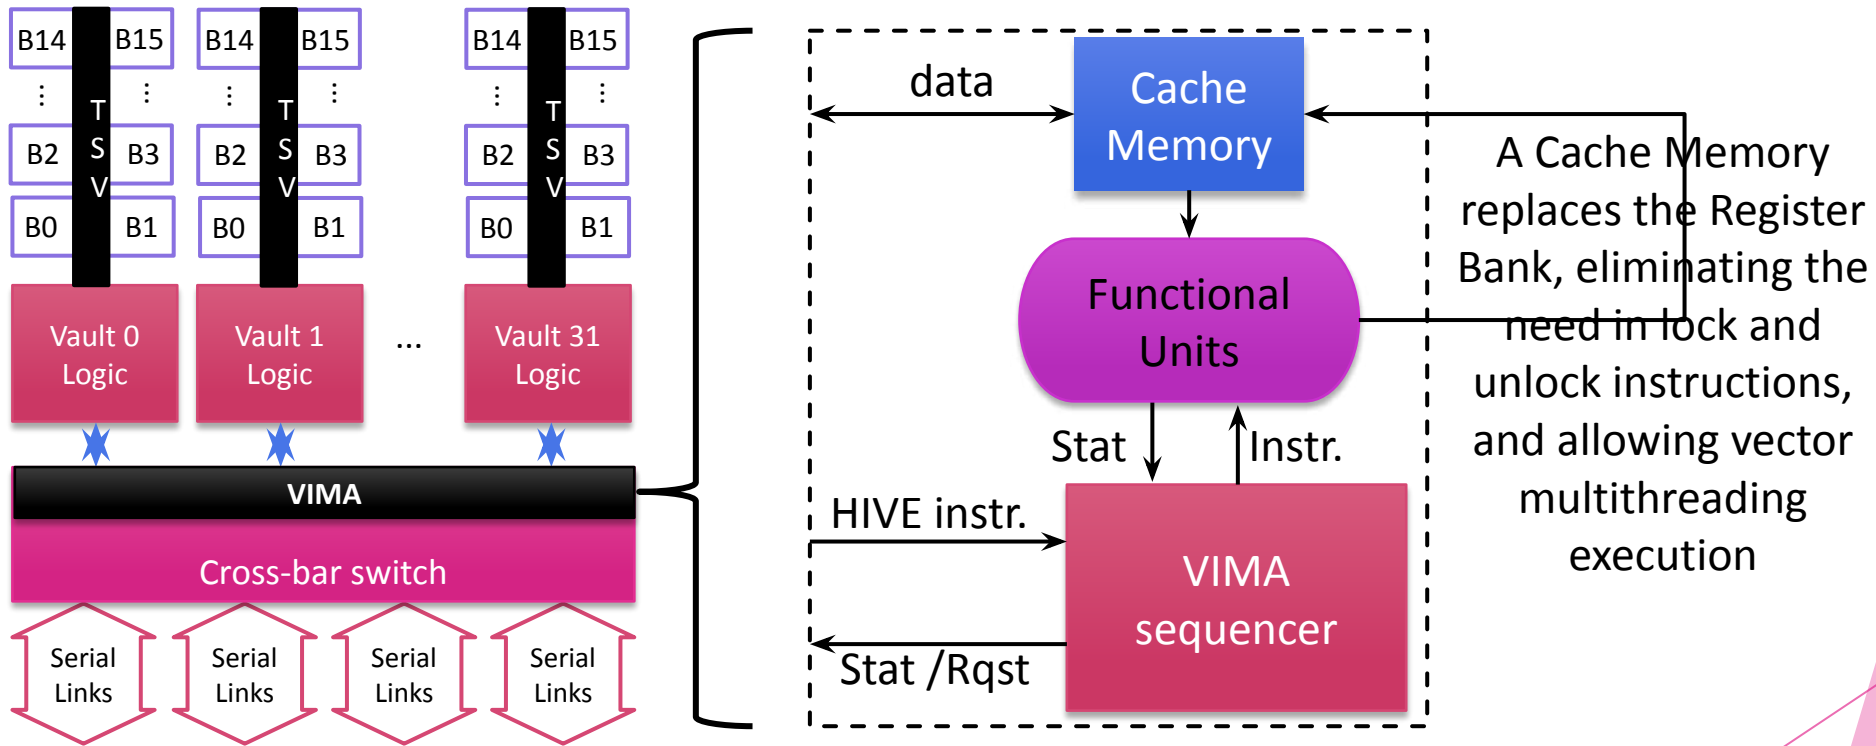 B14 B15 B14 B15 B14 B15
⋮ ⋮ ⋮ ⋮ ⋮ ⋮
T
S
V
T
S
V
T
S
V
B2 B3 B2 B3 B2 B3
B0 B1 B0 B1 B0 B1
Vault 0
Logic
Vault 1
Logic
...
Vault 31
Logic
VIMA
Cross-bar switch
Serial
Links
Serial
Links
Serial
Links
Serial
Links
data
Cache
Memory
Functional
Units
Stat
Instr.
HIVE instr.
VIMA
sequencer
Stat /Rqst
A Cache Memory
replaces the Register
Bank, eliminating the
need in lock and
unlock instructions,
and allowing vector
multithreading
execution